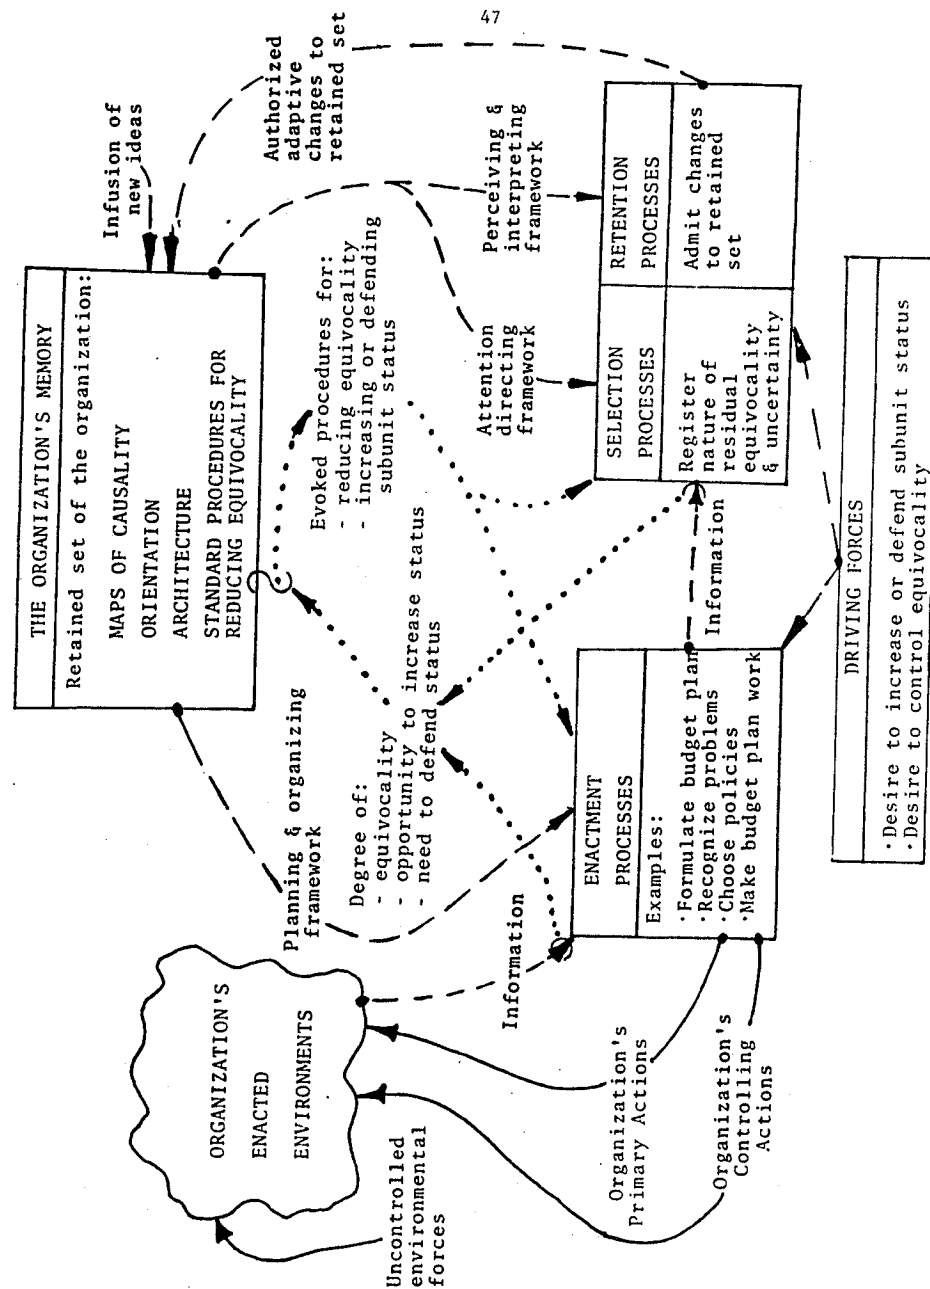 47
THE ORGANIZATION'S MEMORY
Retained set of the organization:
MAPS OF CAUSALITY
ORIENTATION
ARCHITECTURE
STANDARD PROCEDURES FOR
REDUCING EQUIVOCALITY
Infusion of
new ideas
Authorized
adaptive
changes to
retained set
ORGANIZATION'S
ENACTED
ENVIRONMENTS
Uncontrolled
environmental
forces
Planning & organizing
framework
Degree of:
- equivocality
- opportunity to increase status
- need to defend status
Evoked procedures for:
- reducing equivocality
- increasing or defending
subunit status
Attention
directing
framework
Perceiving &
interpreting
framework
Information
Organization's
Primary Actions
Organization's
Controlling
Actions
ENACTMENT
PROCESSES
Examples:
·Formulate budget plan
·Recognize problems
·Choose policies
·Make budget plan work
Information
SELECTION
PROCESSES
Register
nature of
residual
equivocality
& uncertainty
RETENTION
PROCESSES
Admit changes
to retained
set
DRIVING FORCES
·Desire to increase or defend subunit status
·Desire to control equivocality